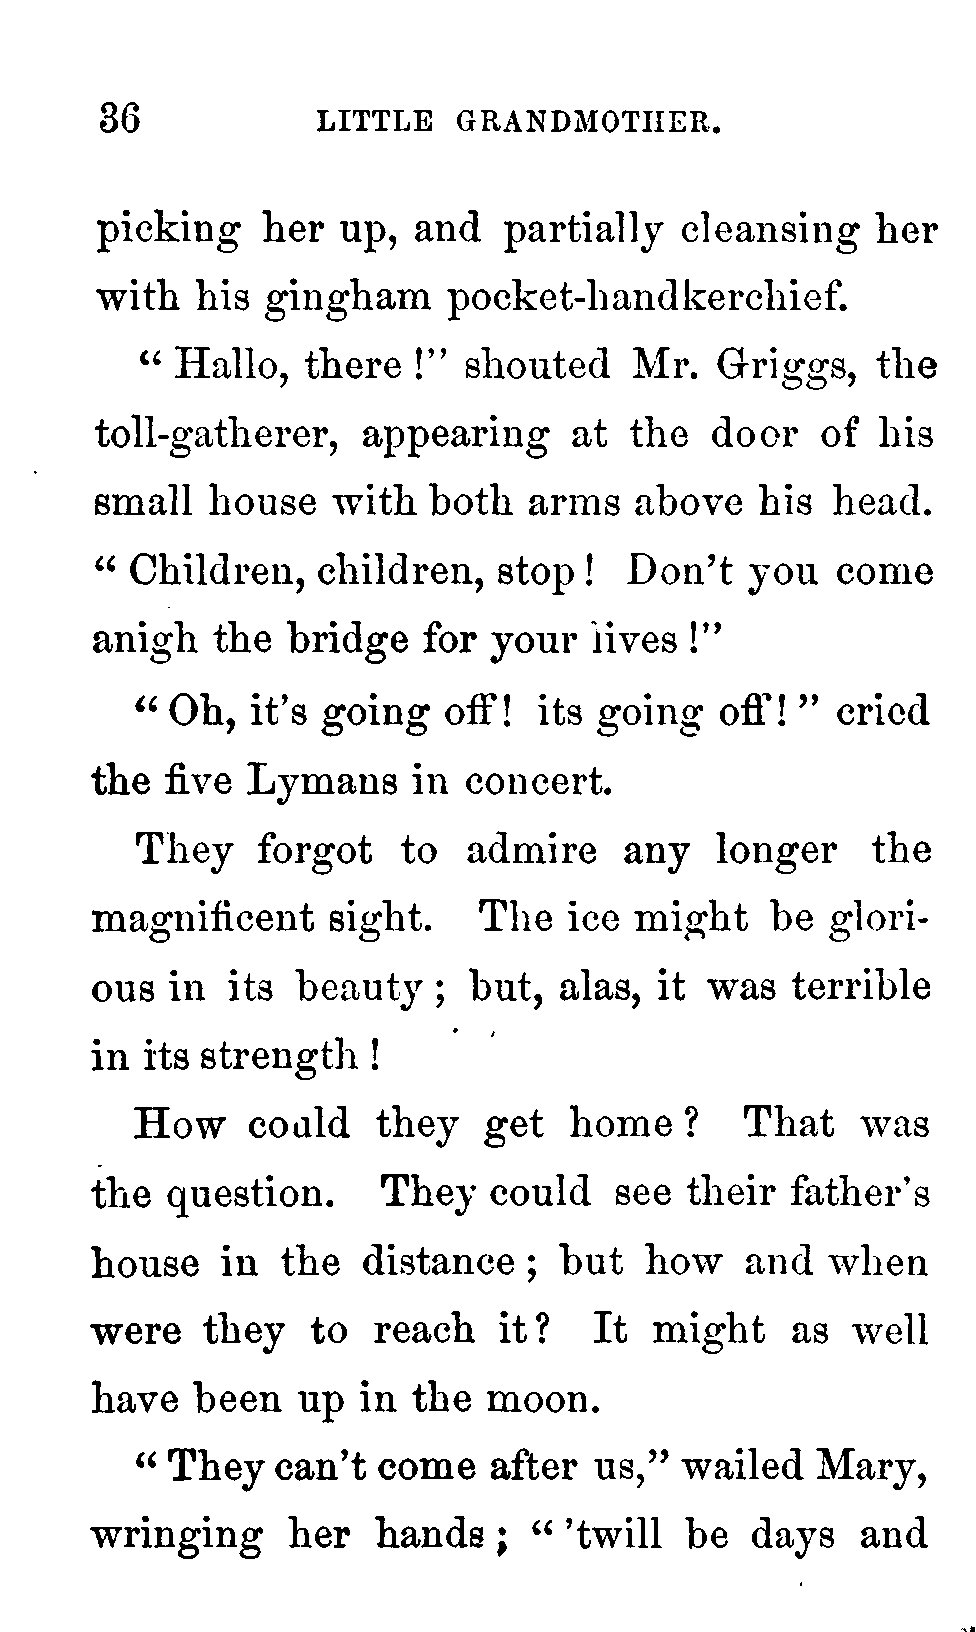 36 LITTLE GRANDMOTHER.
picking her up, and partially cleansing her
with his gingham pocket-handkerchief.
“ Hallo, there !” shouted Mr. Griggs, the
toll-gatherer, appearing at the door of his
small house with both arms above his head.
“ Children, children, stop ! Don’t you come
anigh the bridge for your lives !”
“ Oh, it’s going off! its going off! ” cried
the five Lymans in concert.
They forgot to admire any longer the
magnificent sight. The ice might be glori-
ous in its beauty ; but, alas, it was terrible
in its strength !
How could they get home ? That was
the question. They could see their father’s
house in the distance ; but how and when
were they to reach it ? It might as well
have been up in the moon.
“ They can’t come after us,” wailed Mary,
wringing her hands ; “ ’twill be days and